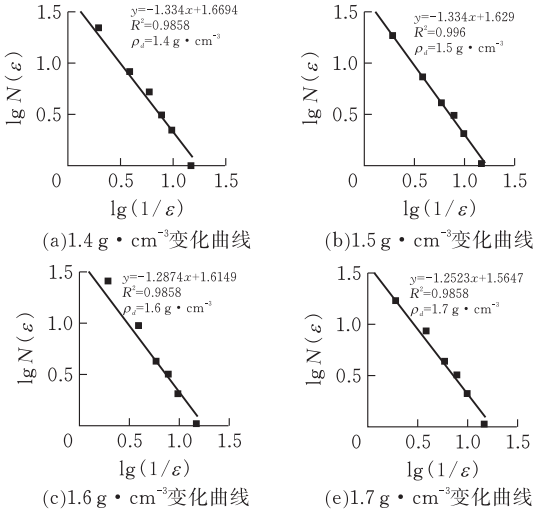 y=-1.334x+1.6694
R²=0.9858
ρd=1.4 g·cm⁻³
lg N(ε)
1.5
1.0
0.5
0 0.5 1.0 1.5
lg(1/ε)
(a)1.4 g·cm⁻³变化曲线
y=-1.334x+1.629
R²=0.996
ρd=1.5 g·cm⁻³
lg N(ε)
1.5
1.0
0.5
0 0.5 1.0 1.5
lg(1/ε)
(b)1.5 g·cm⁻³变化曲线
y=-1.2874x+1.6149
R²=0.9858
ρd=1.6 g·cm⁻³
lg N(ε)
1.5
1.0
0.5
0 0.5 1.0 1.5
lg(1/ε)
(c)1.6 g·cm⁻³变化曲线
y=-1.2523x+1.5647
R²=0.9858
ρd=1.7 g·cm⁻³
lg N(ε)
1.5
1.0
0.5
0 0.5 1.0 1.5
lg(1/ε)
(e)1.7 g·cm⁻³变化曲线